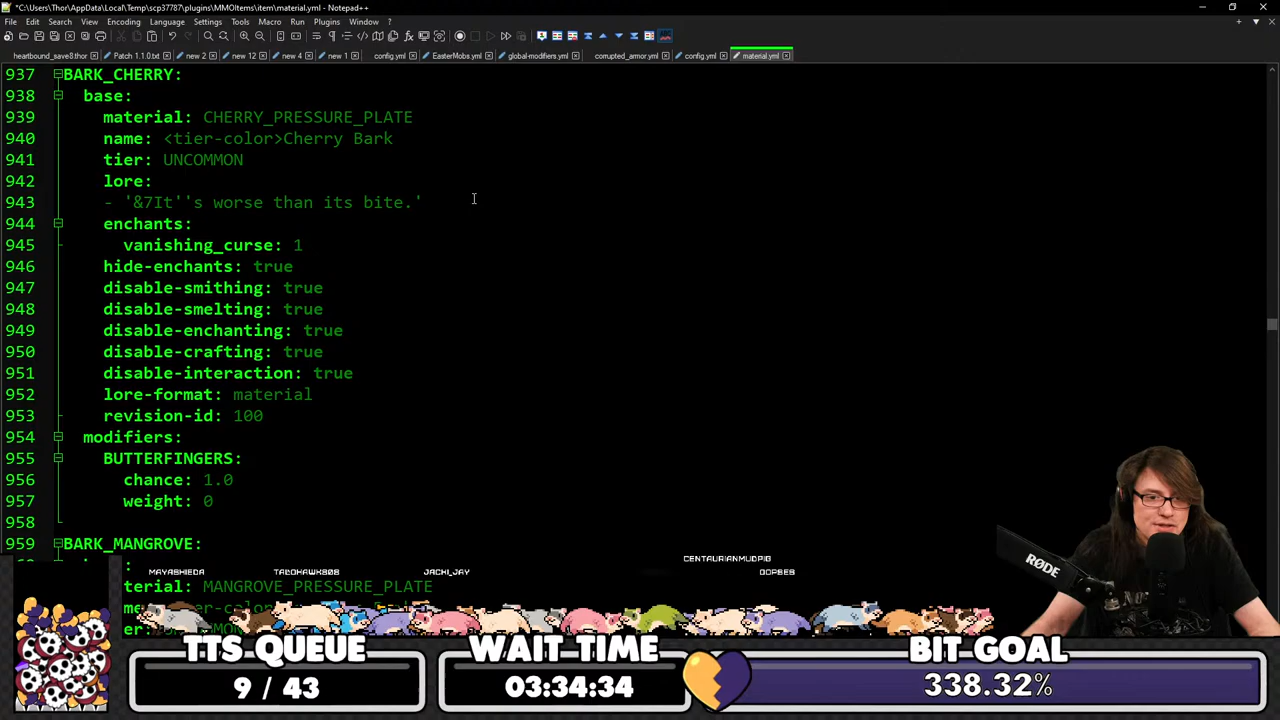 *C:\Users\Thor\AppData\Local\Temp\scp37787\plugins\MMOItems\item\material.yml - Notepad++
File Edit Search View Encoding Language Settings Tools Macro Run Plugins Window ?
heartbound_save8.thor Patch 1.1.0.txt new 2 new 12 new 4 new 1 config.yml EasterMobs.yml global-modifiers.yml corrupted_armor.yml config.yml material.yml
937 BARK_CHERRY:
938 base:
939 material: CHERRY_PRESSURE_PLATE
940 name: <tier-color>Cherry Bark
941 tier: UNCOMMON
942 lore:
943 - '&7It''s worse than its bite.'
944 enchants:
945 vanishing_curse: 1
946 hide-enchants: true
947 disable-smithing: true
948 disable-smelting: true
949 disable-enchanting: true
950 disable-crafting: true
951 disable-interaction: true
952 lore-format: material
953 revision-id: 100
954 modifiers:
955 BUTTERFINGERS:
956 chance: 1.0
957 weight: 0
958
959 BARK_MANGROVE:
terial: MANGROVE_PRESSURE_PLATE
RØDE
CENTAURIANMUDPIG
MAYASHIEDA TALOHAWK808 JACHI_JAY OOPSES
TTS QUEUE
9 / 43
WAIT TIME
03:34:34
BIT GOAL
338.32%